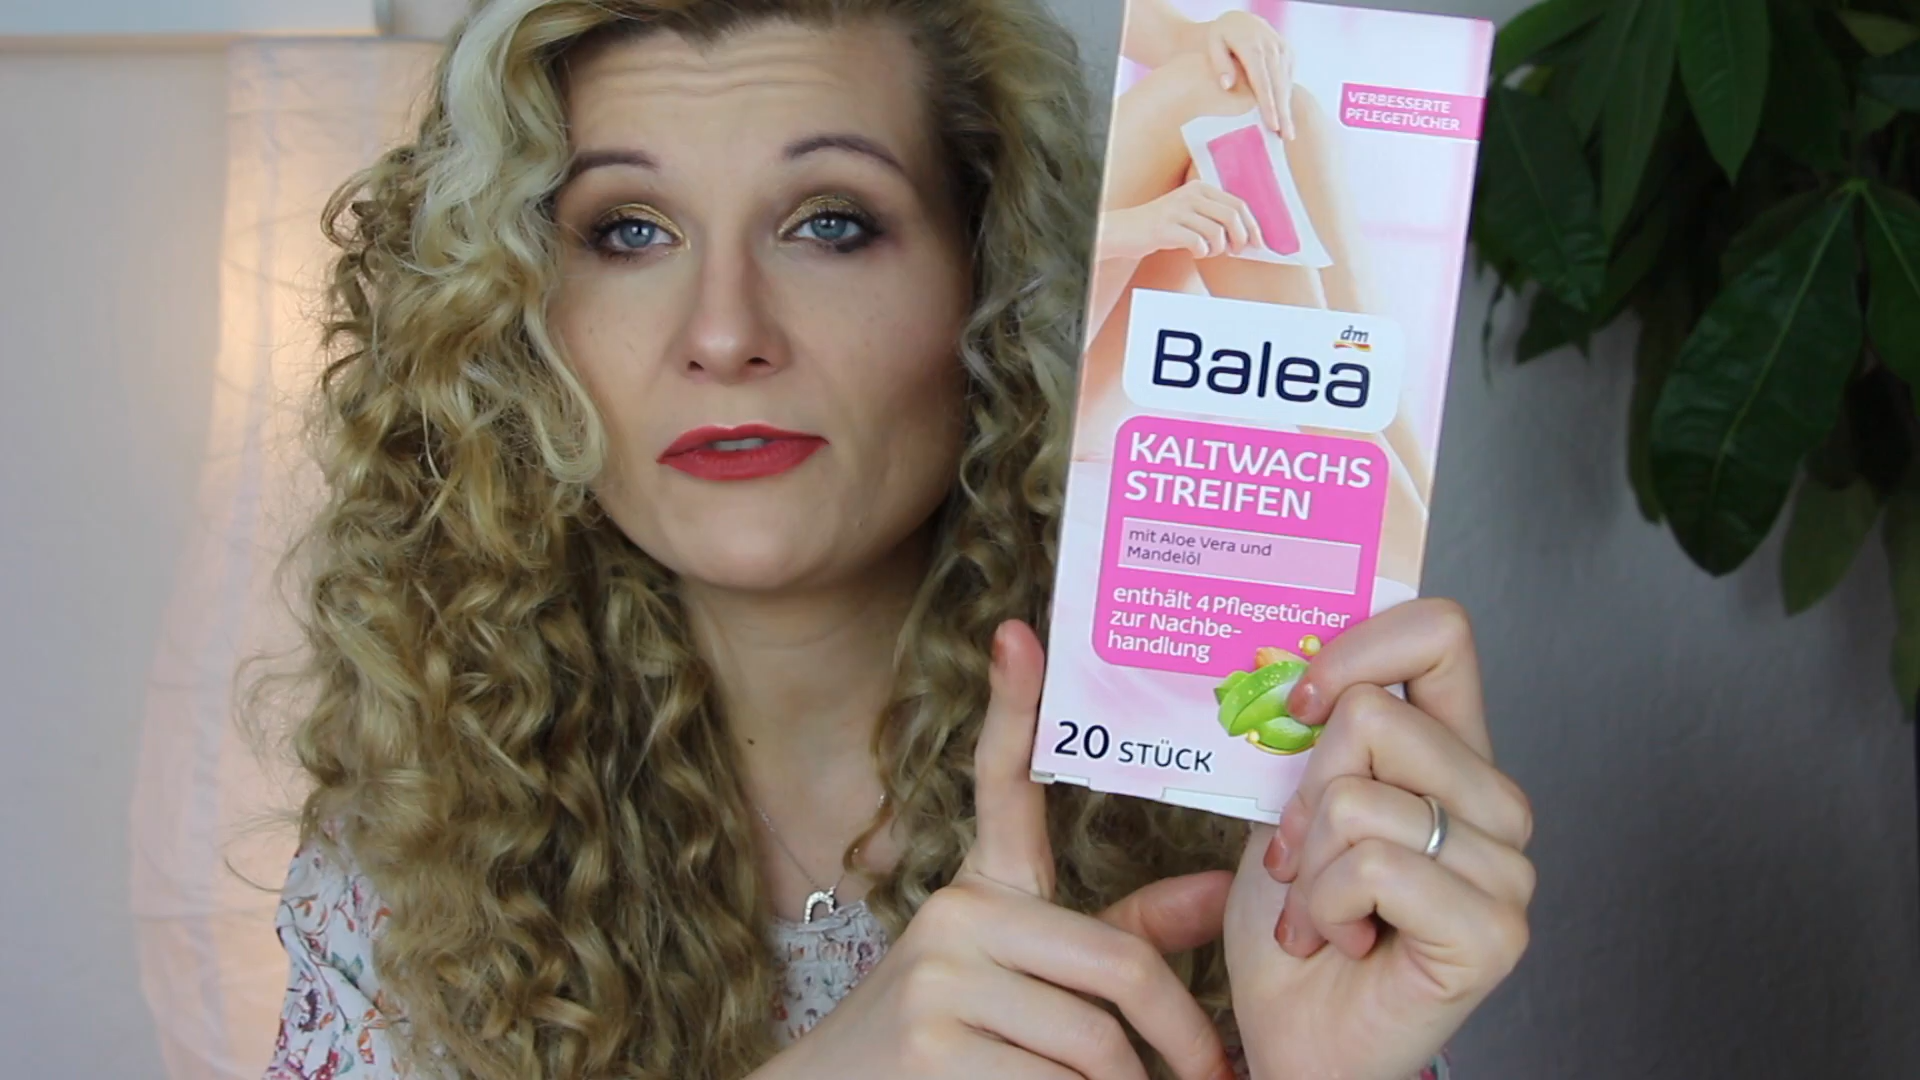 VERBESSERTE
PFLEGETÜCHER
dm
Balea
KALTWACHS
STREIFEN
mit Aloe Vera und
Mandelöl
enthält 4 Pflegetücher
zur Nachbe-
handlung
20 STÜCK